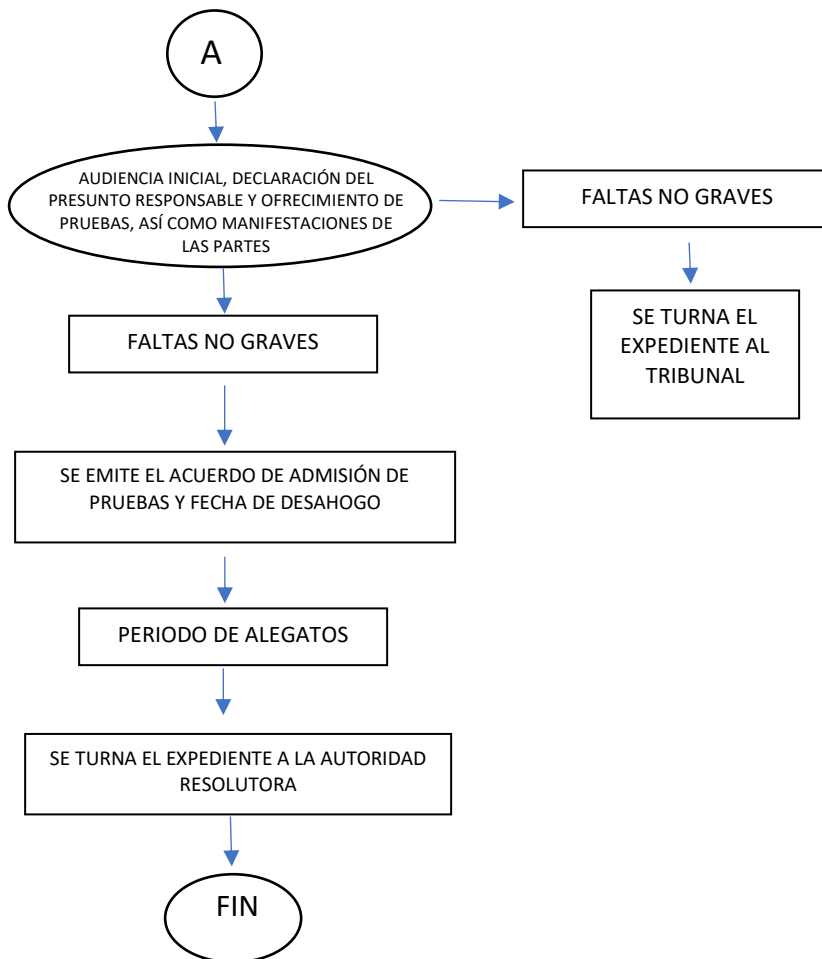 A
AUDIENCIA INICIAL, DECLARACIÓN DEL
PRESUNTO RESPONSABLE Y OFRECIMIENTO DE
PRUEBAS, ASÍ COMO MANIFESTACIONES DE
LAS PARTES
FALTAS NO GRAVES
SE TURNA EL
EXPEDIENTE AL
TRIBUNAL
FALTAS NO GRAVES
SE EMITE EL ACUERDO DE ADMISIÓN DE
PRUEBAS Y FECHA DE DESAHOGO
PERIODO DE ALEGATOS
SE TURNA EL EXPEDIENTE A LA AUTORIDAD
RESOLUTORA
FIN